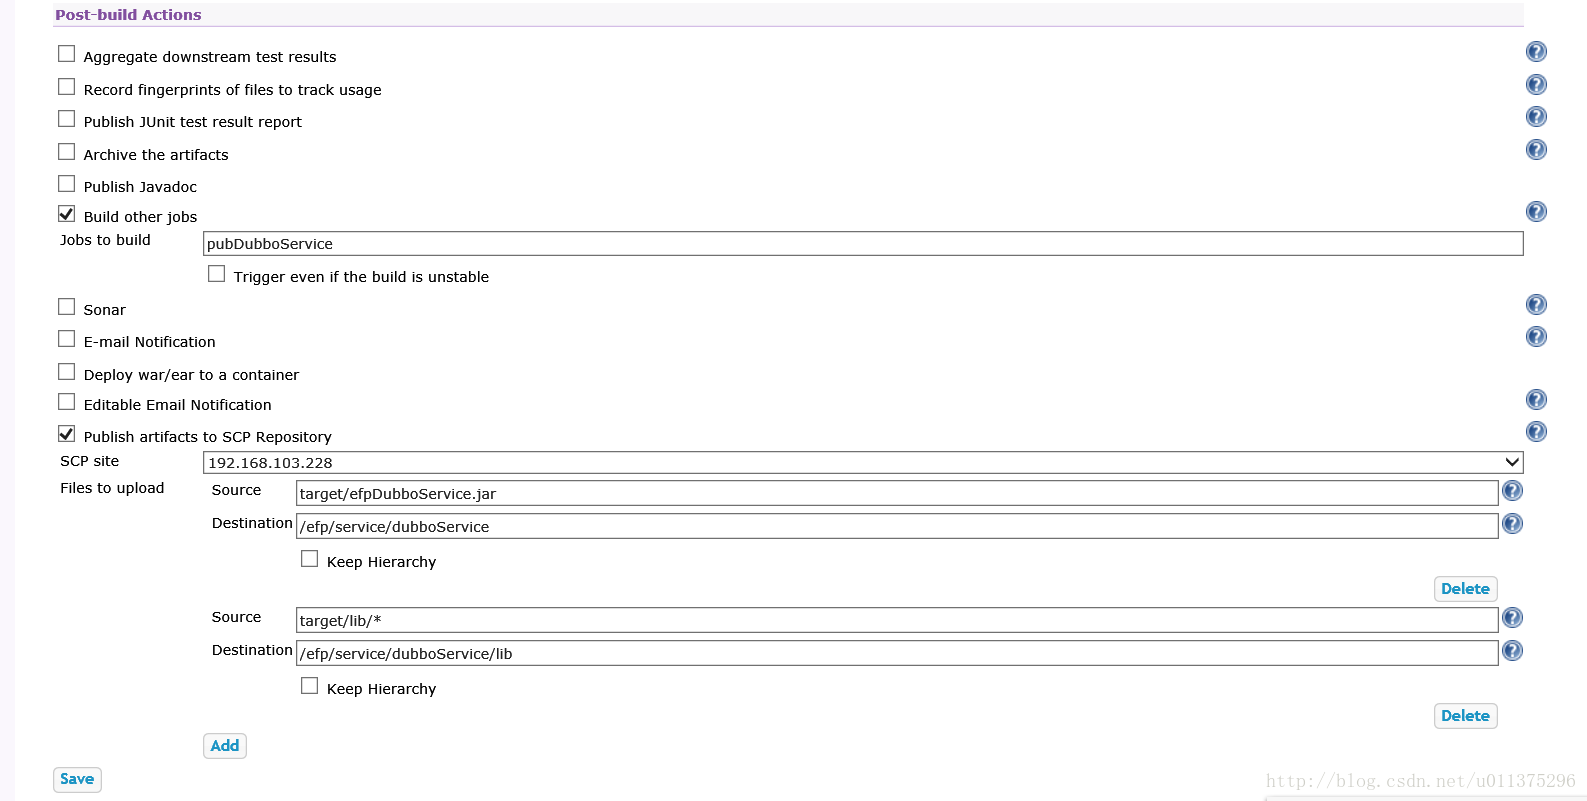 Post-build Actions
Aggregate downstream test results
Record fingerprints of files to track usage
Publish JUnit test result report
Archive the artifacts
Publish Javadoc
Build other jobs
Jobs to build pubDubboService
Trigger even if the build is unstable
Sonar
E-mail Notification
Deploy war/ear to a container
Editable Email Notification
Publish artifacts to SCP Repository
SCP site 192.168.103.228
Files to upload Source target/efpDubboService.jar
Destination /efp/service/dubboService
Keep Hierarchy
Delete
Source target/lib/*
Destination /efp/service/dubboService/lib
Keep Hierarchy
Delete
Add
Save
http://blog.csdn.net/u011375296